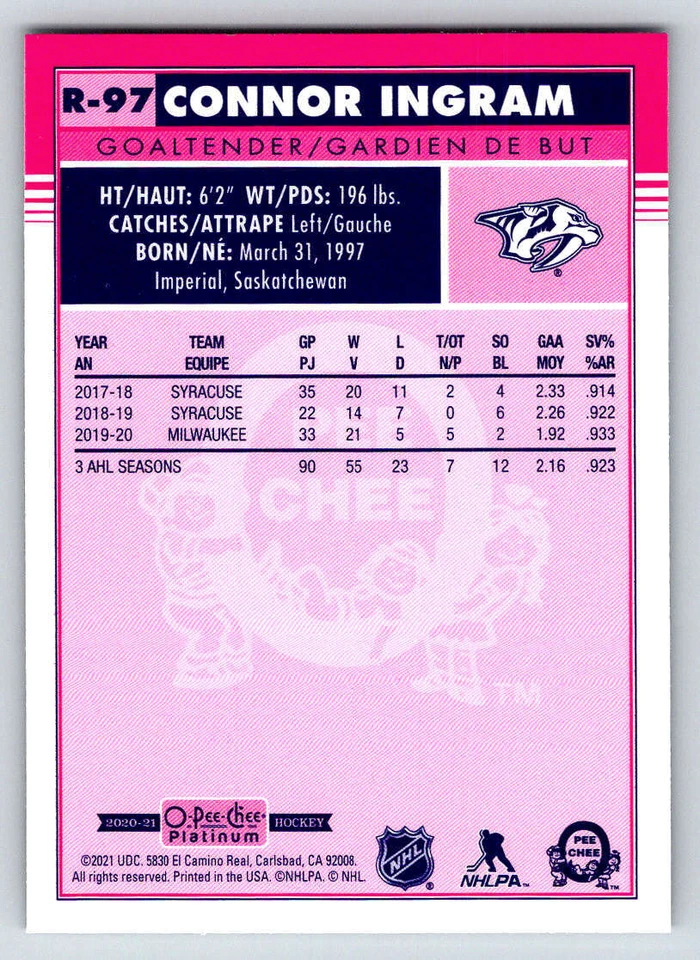 R-97 CONNOR INGRAM
GOALTENDER/GARDIEN DE BUT
HT/HAUT: 6'2" WT/PDS: 196 lbs.
CATCHES/ATTRAPE Left/Gauche
BORN/NÉ: March 31, 1997
Imperial, Saskatchewan
®
YEAR TEAM GP W L T/OT SO GAA SV%
AN EQUIPE PJ V D N/P BL MOY %AR
2017-18 SYRACUSE 35 20 11 2 4 2.33 .914
2018-19 SYRACUSE 22 14 7 0 6 2.26 .922
2019-20 MILWAUKEE 33 21 5 5 2 1.92 .933
3 AHL SEASONS 90 55 23 7 12 2.16 .923
PEE
CHEE
TM
2020-21 O-Pee-Chee Platinum HOCKEY
©2021 UDC. 5830 El Camino Real, Carlsbad, CA 92008.
All rights reserved. Printed in the USA. ©NHLPA. © NHL.
NHL ®
NHLPA™
PEE
CHEE
TM